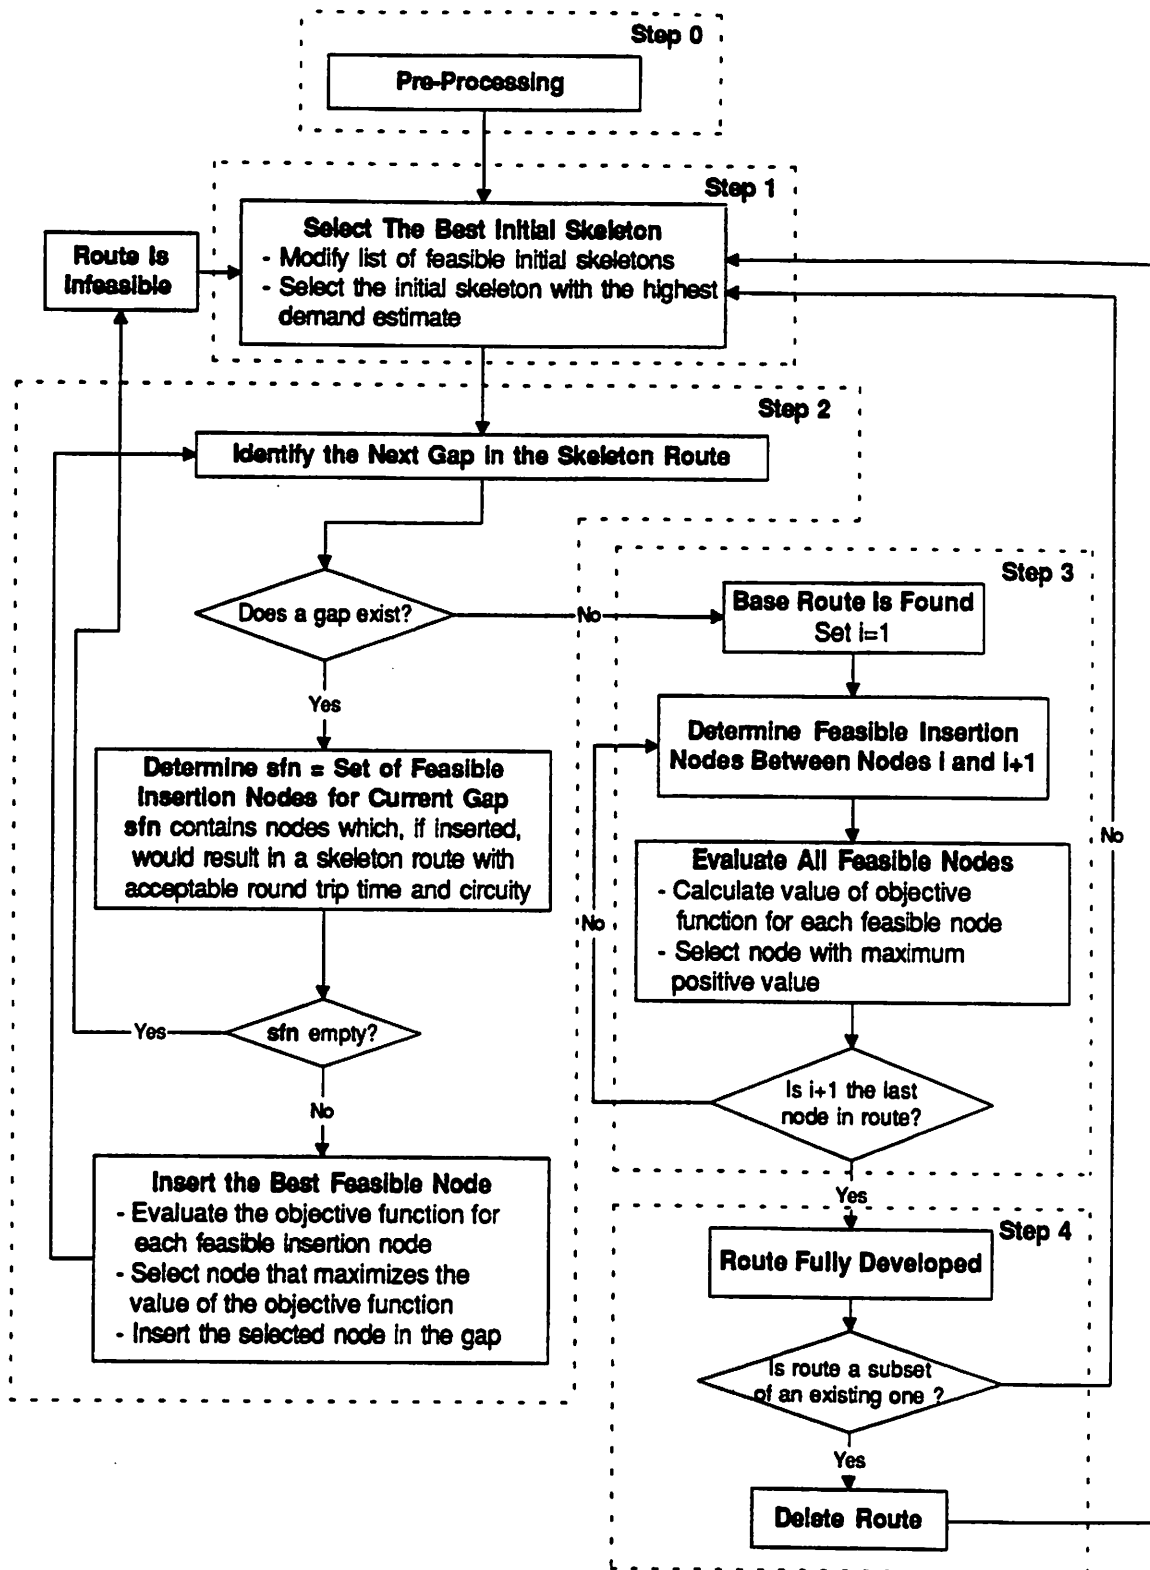 Step 0
Pre-Processing
Step 1
Select The Best Initial Skeleton
- Modify list of feasible initial skeletons
- Select the initial skeleton with the highest
demand estimate
Route is
Infeasible
Step 2
Identify the Next Gap in the Skeleton Route
Does a gap exist?
No
Yes
Determine sfn = Set of Feasible
Insertion Nodes for Current Gap
sfn contains nodes which, if inserted,
would result in a skeleton route with
acceptable round trip time and circuity
sfn empty?
Yes
No
Insert the Best Feasible Node
- Evaluate the objective function for
each feasible insertion node
- Select node that maximizes the
value of the objective function
- Insert the selected node in the gap
Step 3
Base Route is Found
Set i=1
Determine Feasible Insertion
Nodes Between Nodes i and i+1
Evaluate All Feasible Nodes
- Calculate value of objective
function for each feasible node
- Select node with maximum
positive value
No
Is i+1 the last
node in route?
Yes
Step 4
Route Fully Developed
Is route a subset
of an existing one ?
No
Yes
Delete Route